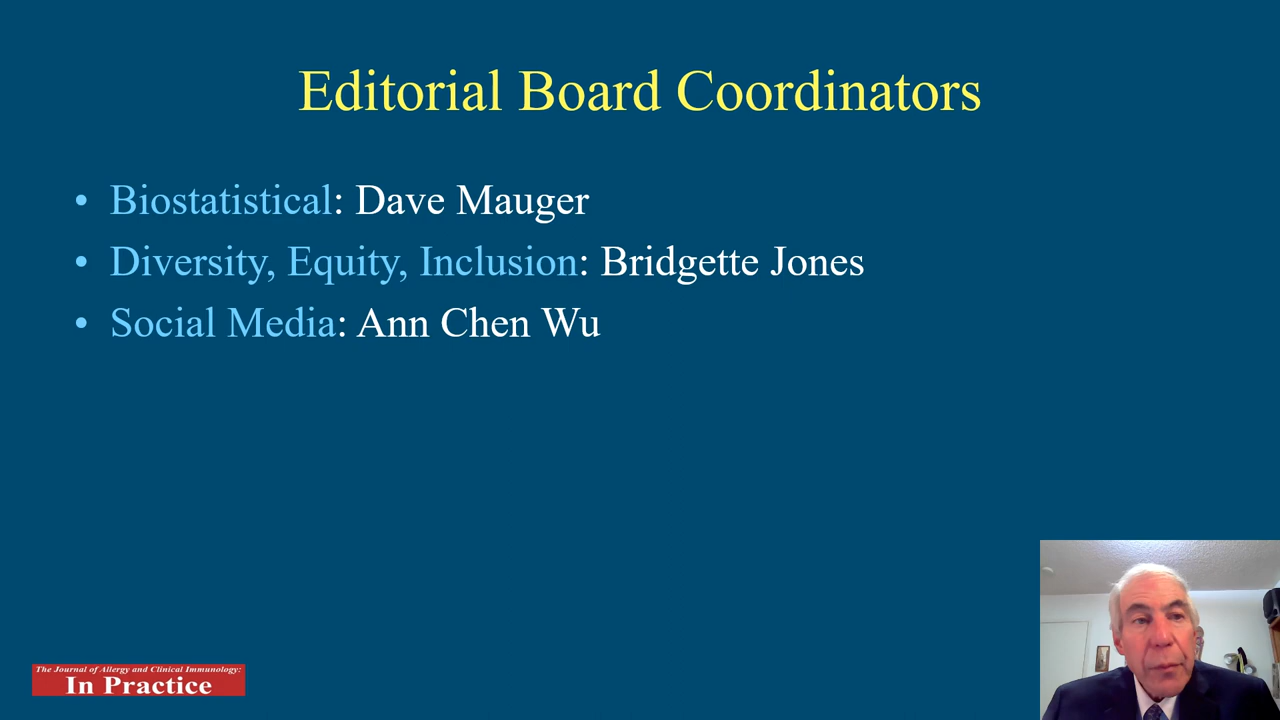 Editorial Board Coordinators
• Biostatistical: Dave Mauger
• Diversity, Equity, Inclusion: Bridgette Jones
• Social Media: Ann Chen Wu
The Journal of Allergy and Clinical Immunology:
In Practice